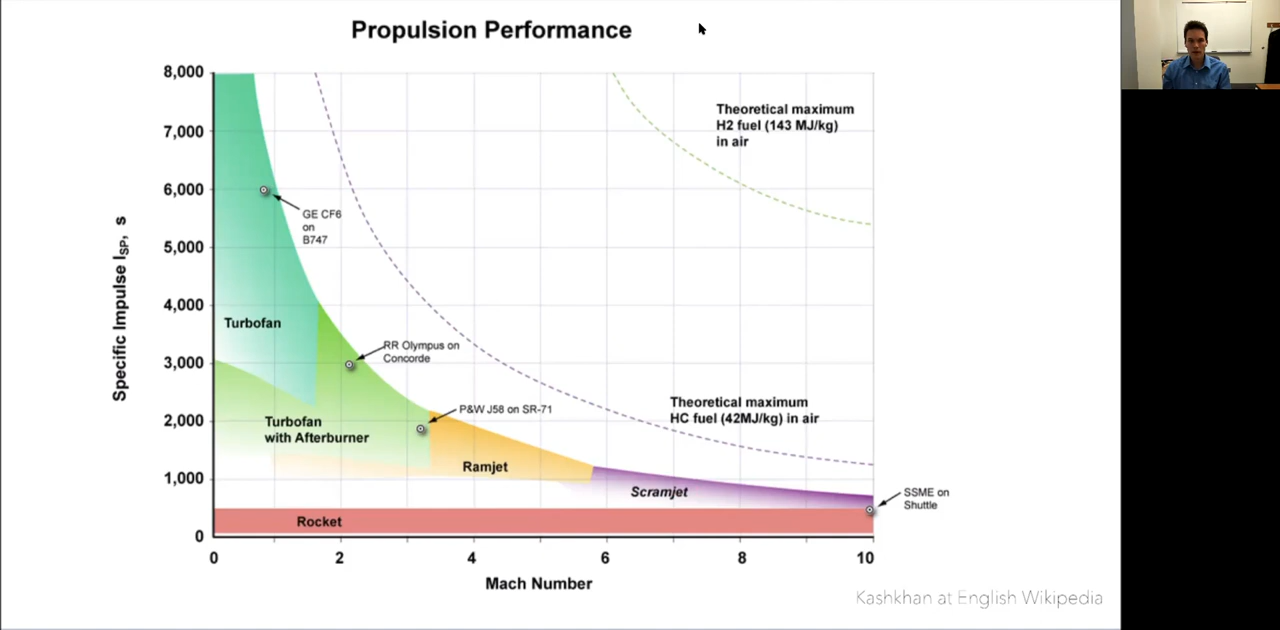 Propulsion Performance
8,000
7,000
6,000
5,000
4,000
3,000
2,000
1,000
0
Specific Impulse ISP, s
Theoretical maximum
H2 fuel (143 MJ/kg)
in air
GE CF6
on
B747
Turbofan
RR Olympus on
Concorde
P&W J58 on SR-71
Theoretical maximum
HC fuel (42MJ/kg) in air
Turbofan
with Afterburner
Ramjet
Scramjet
SSME on
Shuttle
Rocket
0
2
4
6
8
10
Mach Number
Kashkhan at English Wikipedia